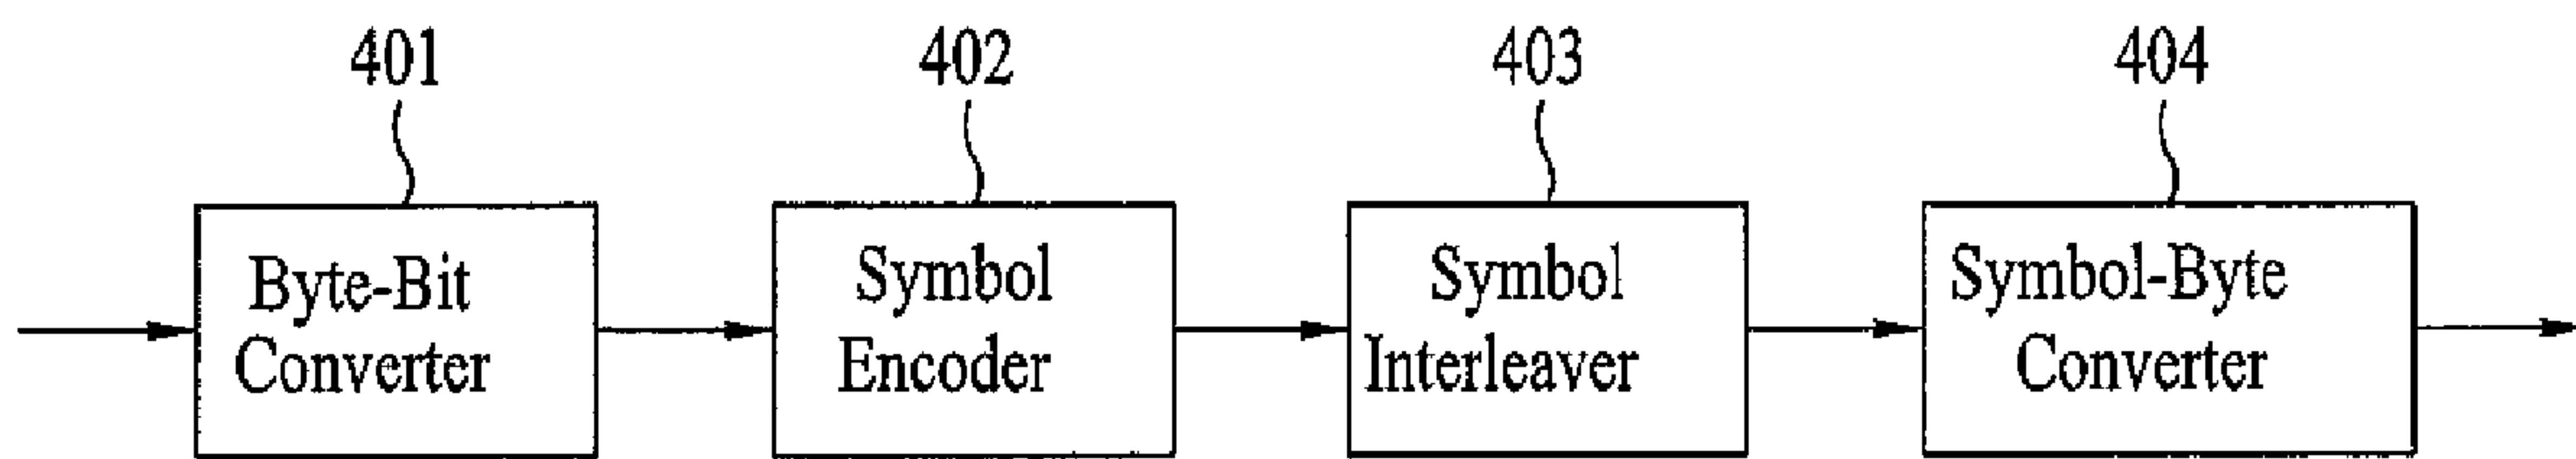 401
402
403
404
Byte-Bit
Converter
Symbol
Encoder
Symbol
Interleaver
Symbol-Byte
Converter